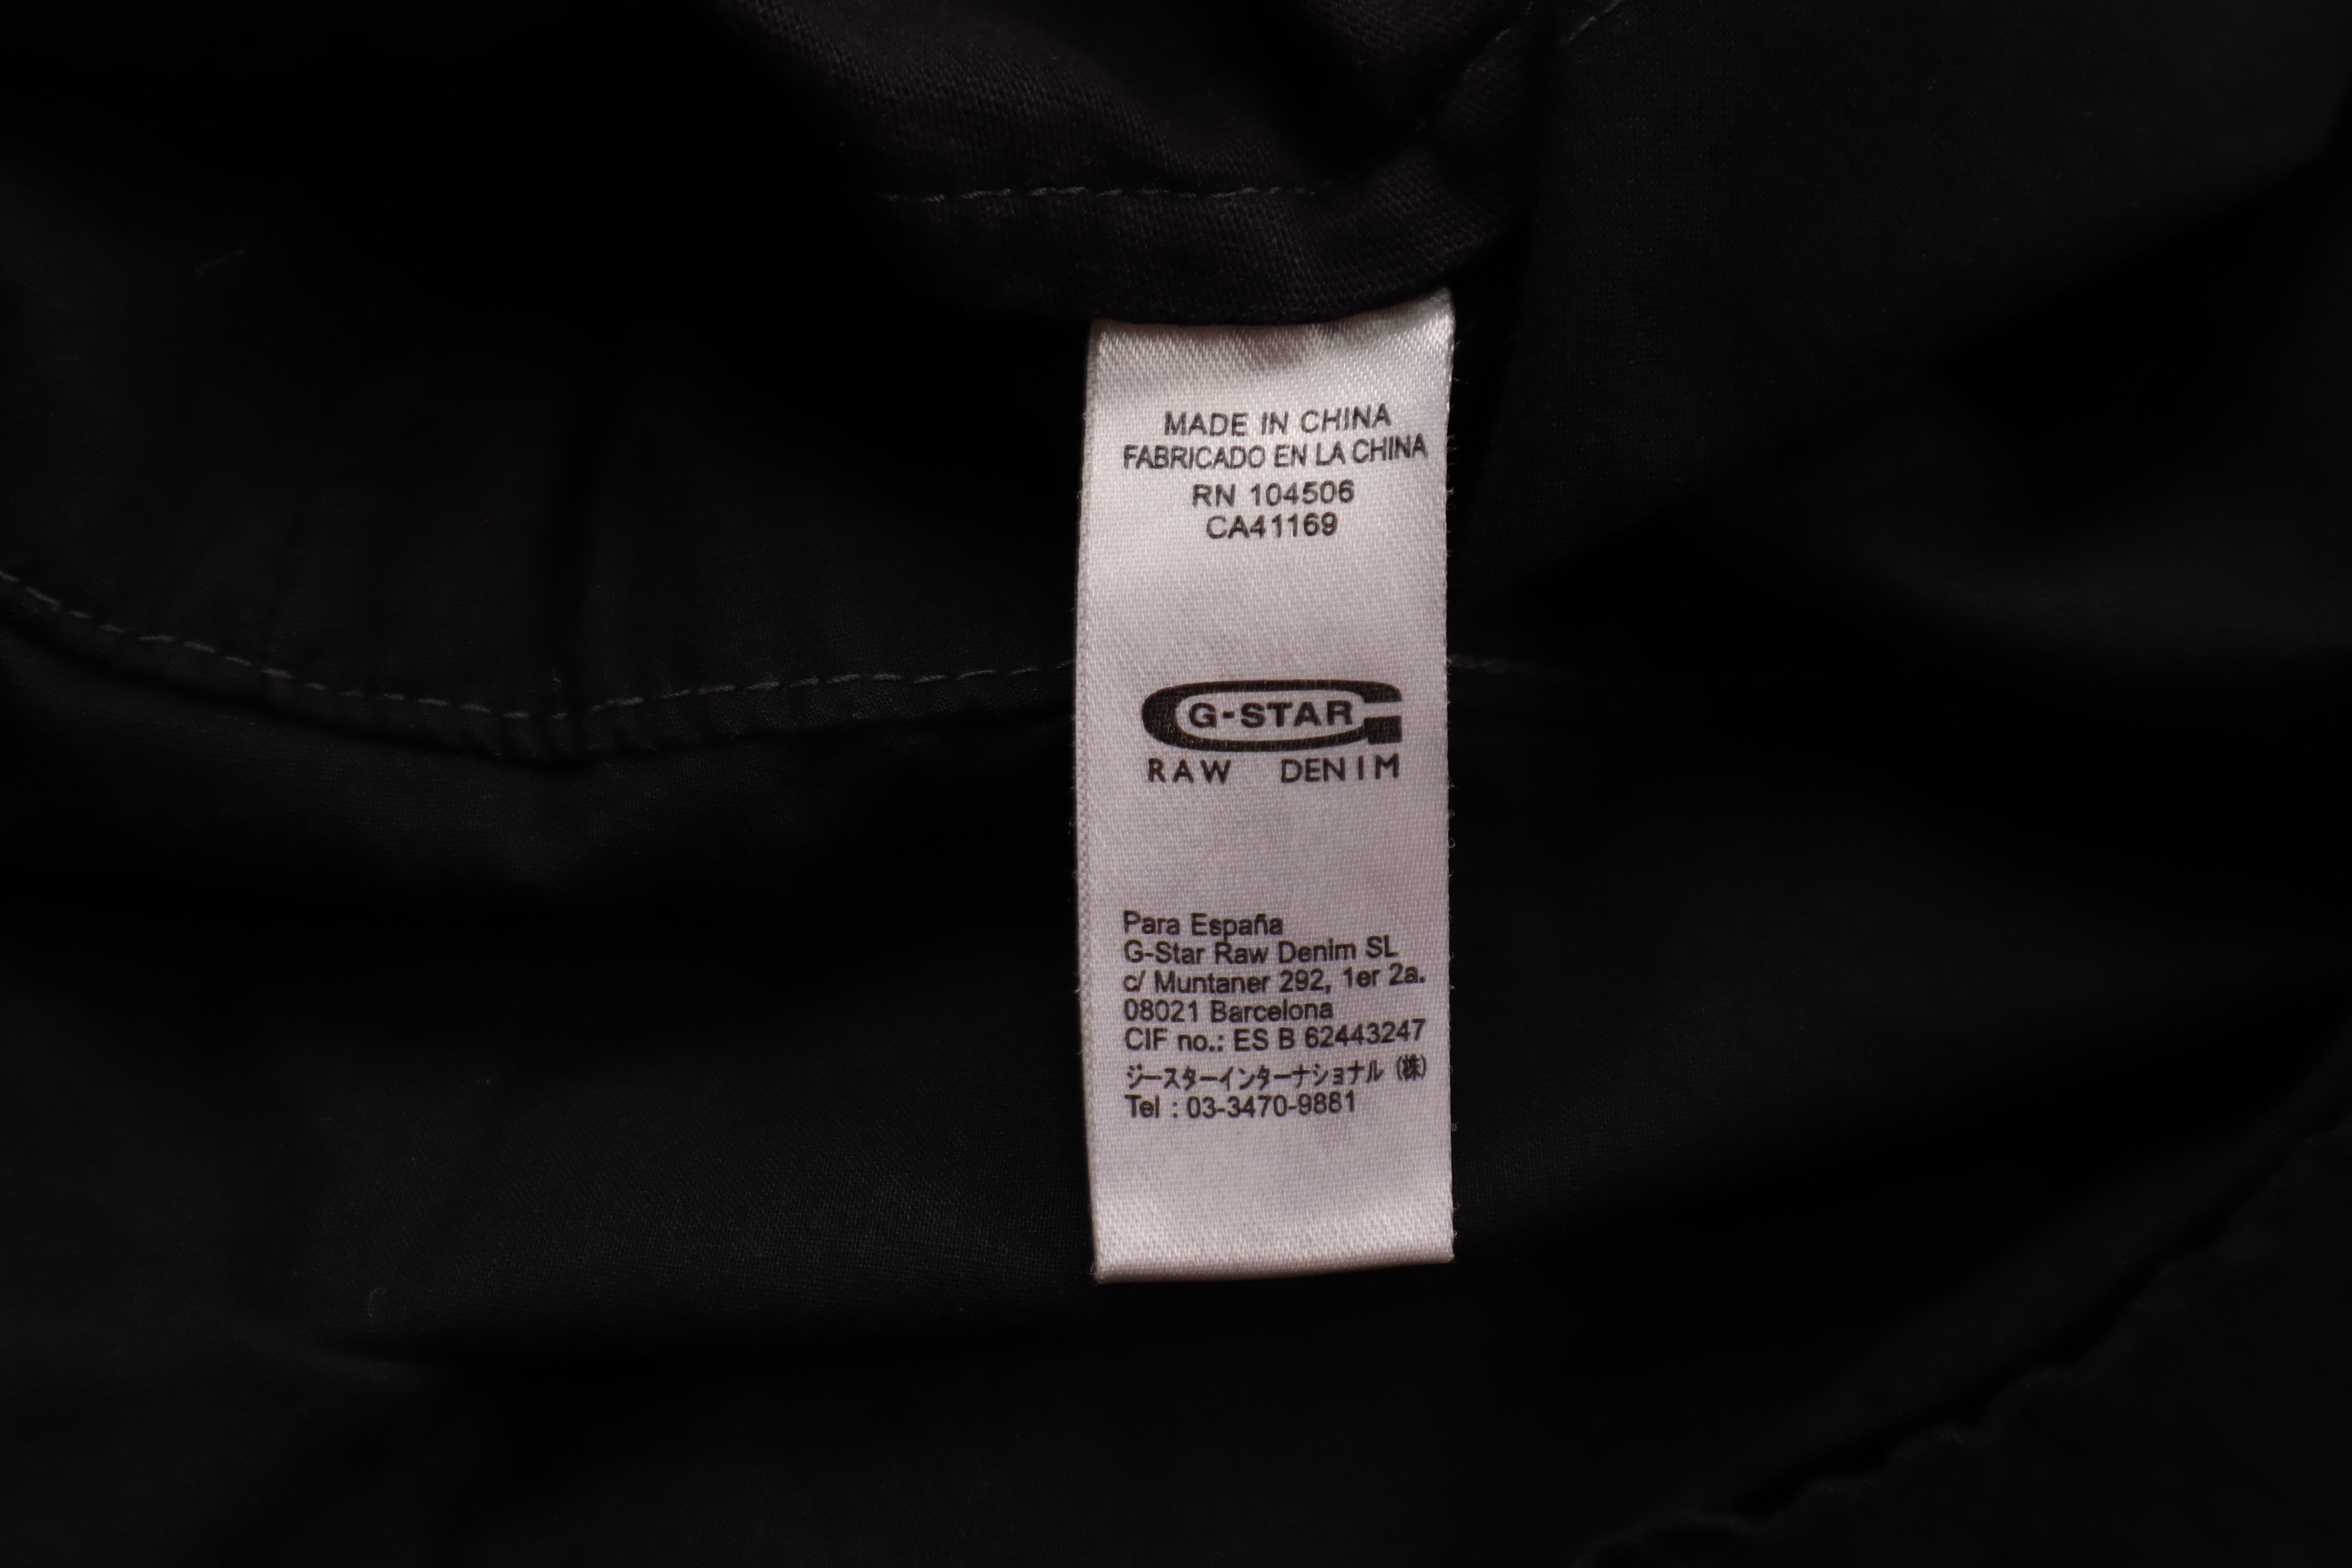 MADE IN CHINA
FABRICADO EN LA CHINA
RN 104506
CA41169
G-STAR
RAW DENIM
Para España
G-Star Raw Denim SL
c/ Muntaner 292, 1er 2a.
08021 Barcelona
CIF no.: ES B 62443247
ジースターインターナショナル（株）
Tel : 03-3470-9881